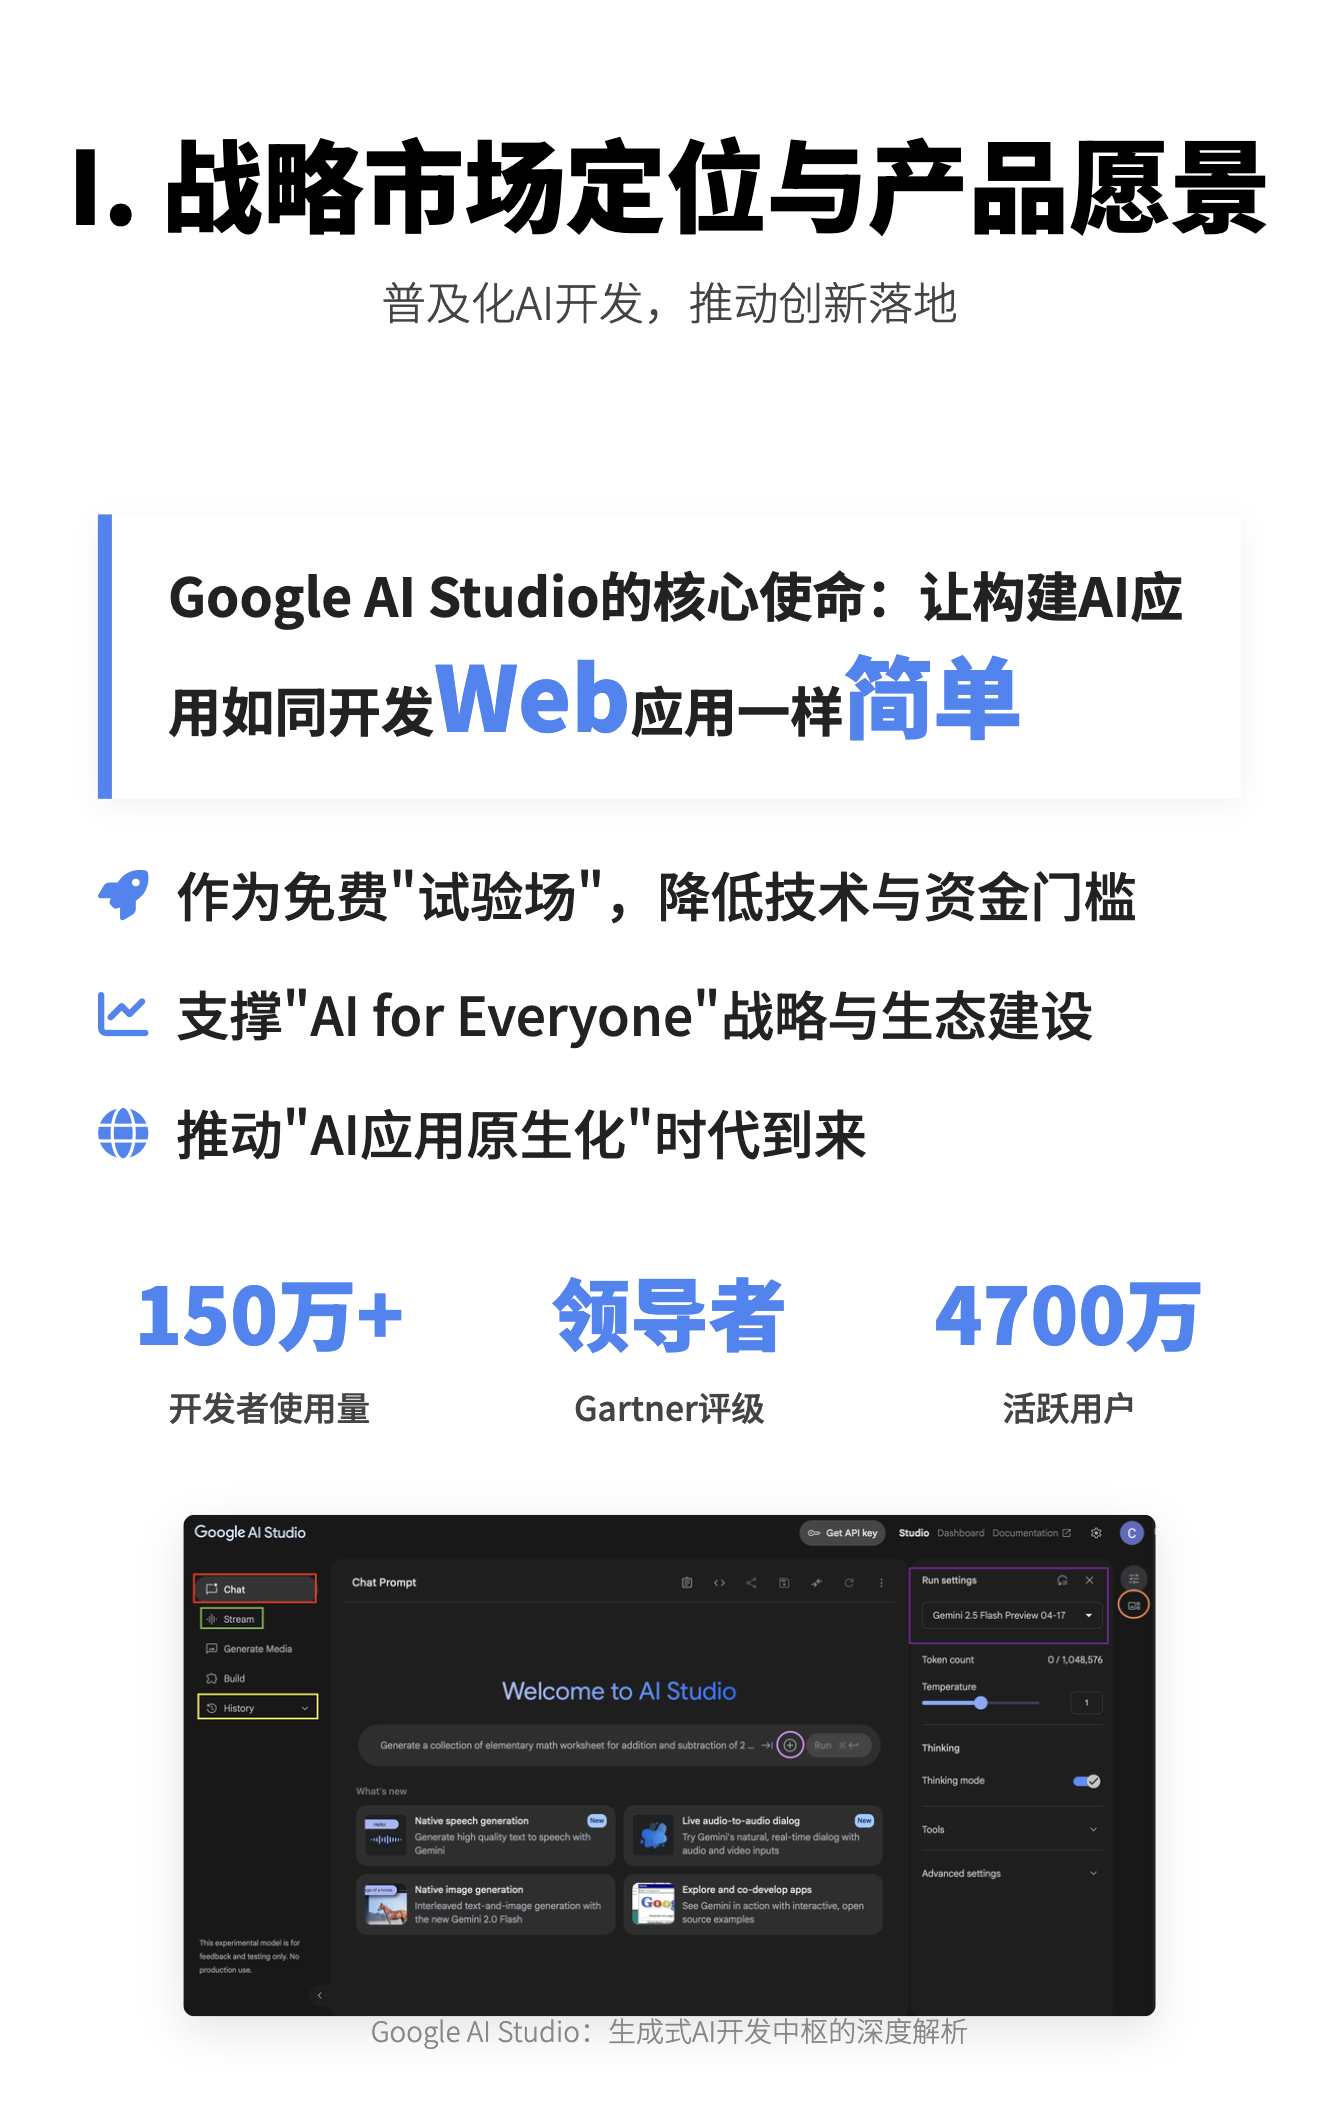 I. 战略市场定位与产品愿景
普及化AI开发，推动创新落地
Google AI Studio的核心使命：让构建AI应
用如同开发Web应用一样简单
作为免费"试验场"，降低技术与资金门槛
支撑"AI for Everyone"战略与生态建设
推动"AI应用原生化"时代到来
150万+
开发者使用量
领导者
Gartner评级
4700万
活跃用户
Google AI Studio
Get API key
Studio
Dashboard
Documentation
C
Chat
Stream
Generate Media
Build
History
This experimental model is for
feedback and testing only. No
production use.
Chat Prompt
Welcome to AI Studio
Generate a collection of elementary math worksheet for addition and subtraction of 2 ...
Run
What's new
Native speech generation
New
Generate high quality text to speech with
Gemini
Live audio-to-audio dialog
New
Try Gemini's natural, real-time dialog with
audio and video inputs
Native image generation
Interleaved text-and-image generation with
the new Gemini 2.0 Flash
Goo
Explore and co-develop apps
See Gemini in action with interactive, open
source examples
Run settings
Gemini 2.5 Flash Preview 04-17
Token count
0 / 1,048,576
Temperature
1
Thinking
Thinking mode
Tools
Advanced settings
Google AI Studio：生成式AI开发中枢的深度解析